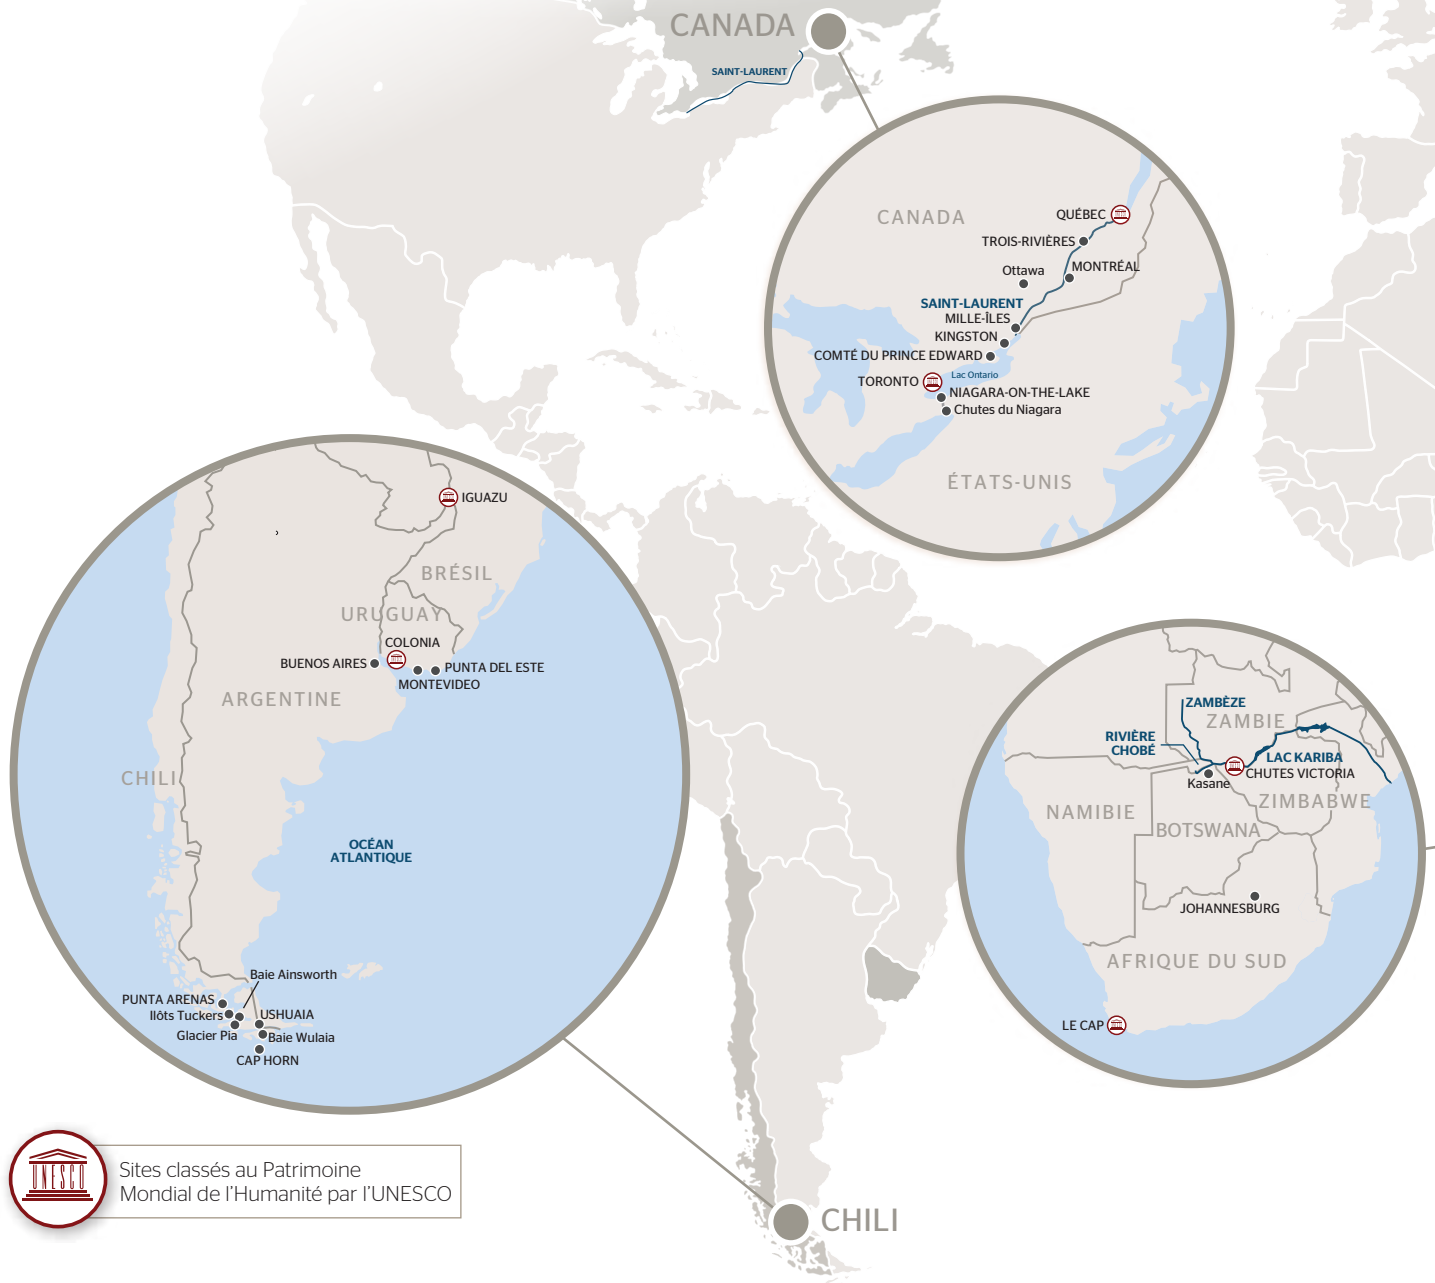 CANADA
SAINT-LAURENT
CANADA
QUÉBEC
TROIS-RIVIÈRES
Ottawa
MONTRÉAL
SAINT-LAURENT
MILLE-ÎLES
KINGSTON
COMTÉ DU PRINCE EDWARD
Lac Ontario
TORONTO
NIAGARA-ON-THE-LAKE
Chutes du Niagara
ÉTATS-UNIS
IGUAZU
BRÉSIL
URUGUAY
COLONIA
BUENOS AIRES
PUNTA DEL ESTE
MONTEVIDEO
ARGENTINE
CHILI
OCÉAN
ATLANTIQUE
Baie Ainsworth
PUNTA ARENAS
Ilôts Tuckers
USHUAIA
Glacier Pia
Baie Wulaia
CAP HORN
ZAMBÈZE
ZAMBIE
RIVIÈRE
CHOBÉ
LAC KARIBA
CHUTES VICTORIA
Kasane
ZIMBABWE
NAMIBIE
BOTSWANA
JOHANNESBURG
AFRIQUE DU SUD
LE CAP
UNESCO
Sites classés au Patrimoine
Mondial de l'Humanité par l'UNESCO
CHILI